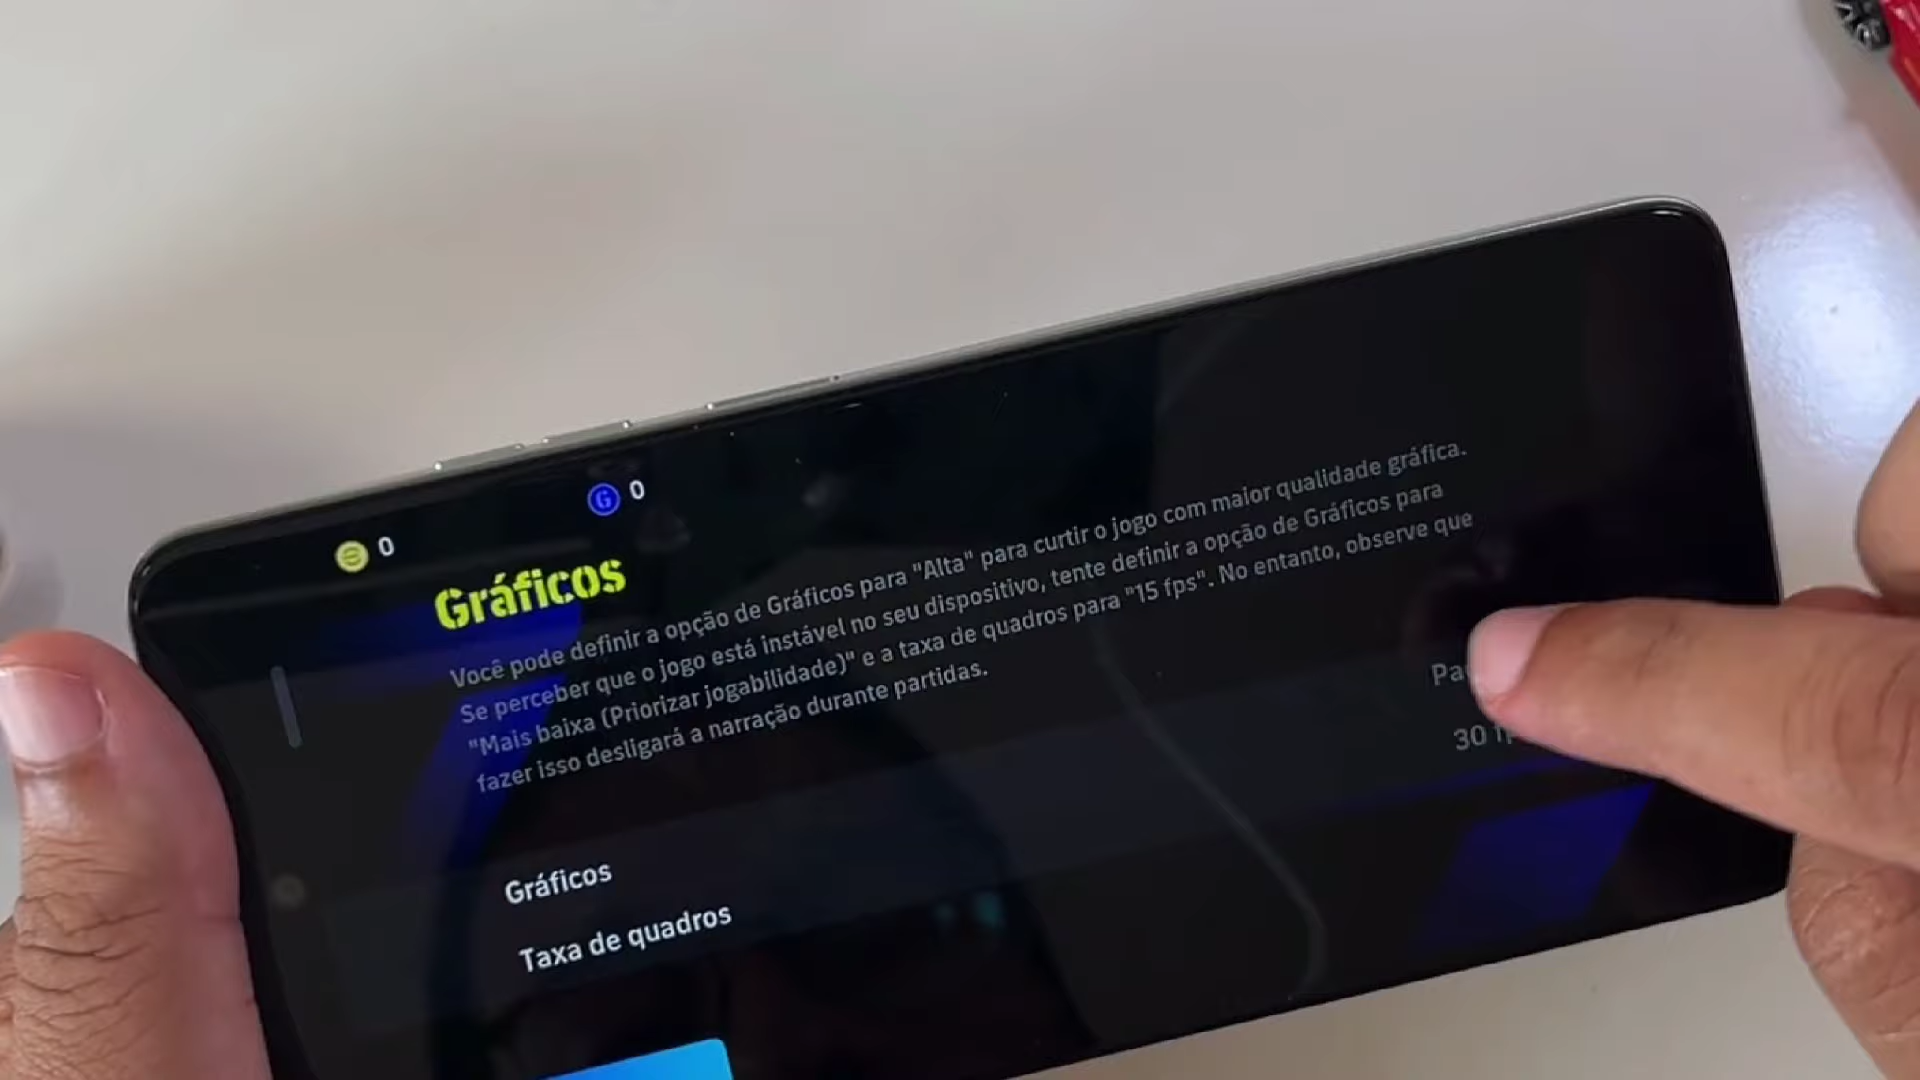 0
G 0
Gráficos
Você pode definir a opção de Gráficos para "Alta" para curtir o jogo com maior qualidade gráfica.
Se perceber que o jogo está instável no seu dispositivo, tente definir a opção de Gráficos para
"Mais baixa (Priorizar jogabilidade)" e a taxa de quadros para "15 fps". No entanto, observe que
fazer isso desligará a narração durante partidas.
Gráficos
Taxa de quadros 30